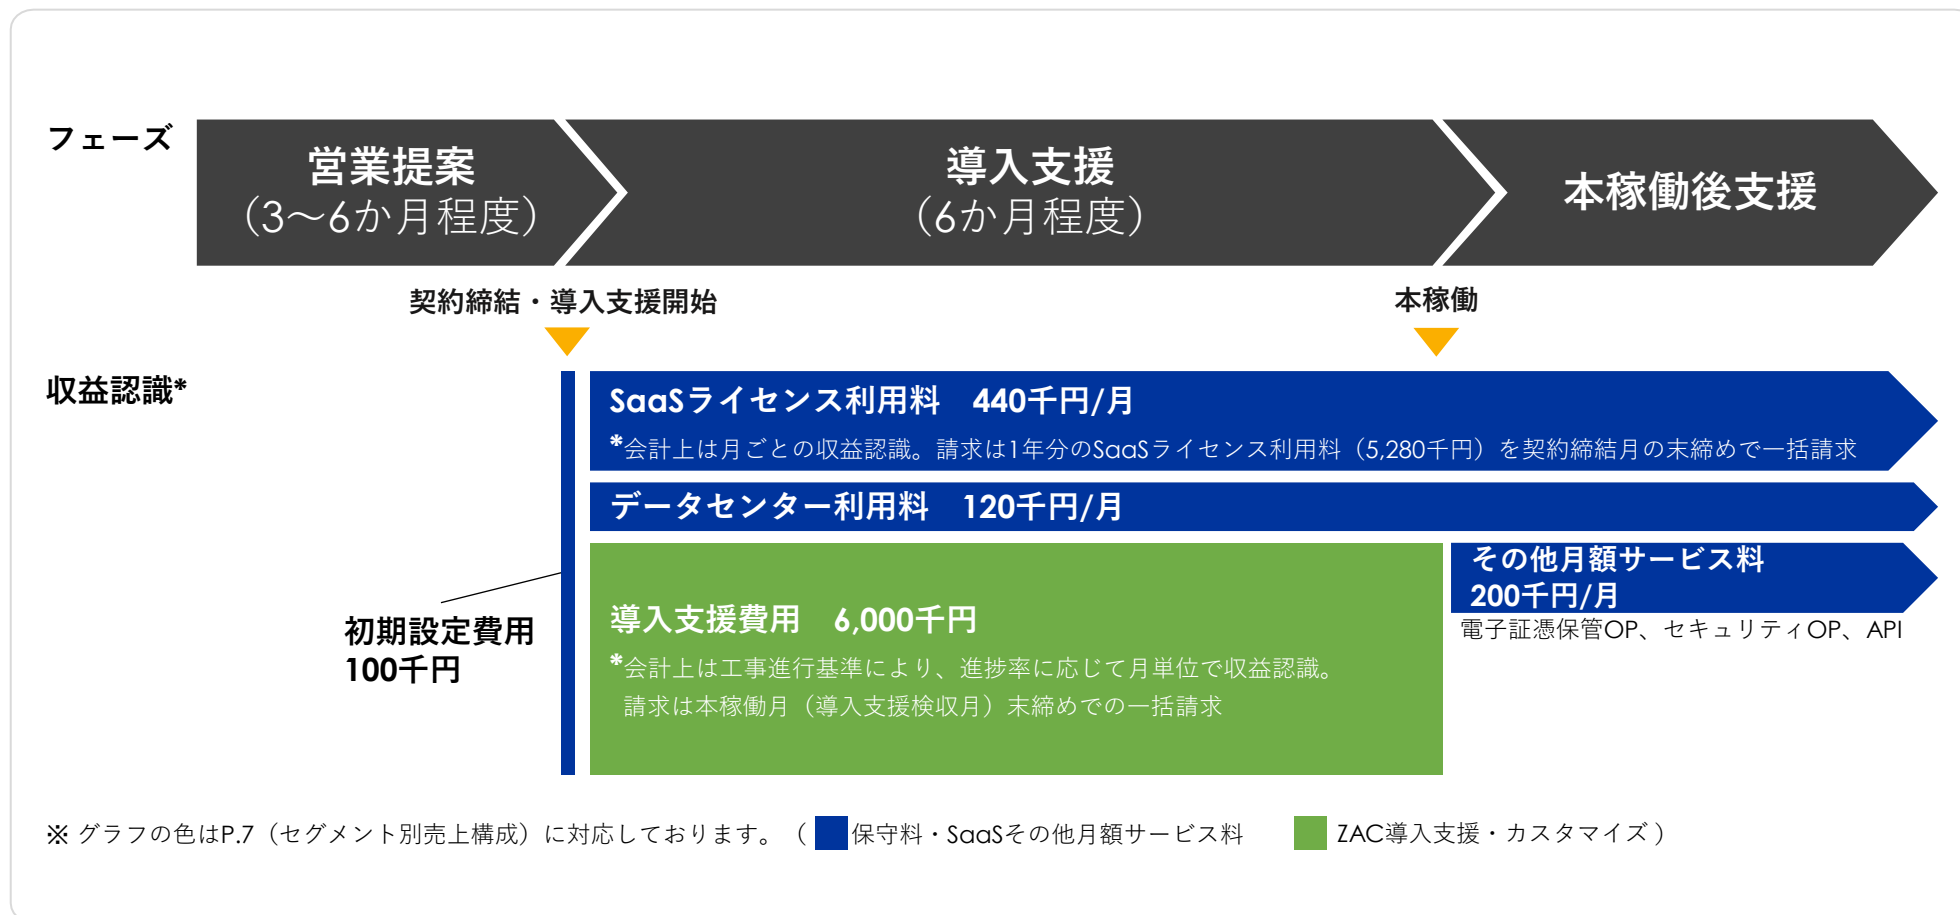 フェーズ
営業提案
（3～6か月程度）
導入支援
（6か月程度）
本稼働後支援
契約締結・導入支援開始
本稼働
収益認識*
SaaSライセンス利用料　440千円/月
*会計上は月ごとの収益認識。請求は1年分のSaaSライセンス利用料（5,280千円）を契約締結月の末締めで一括請求
データセンター利用料　120千円/月
初期設定費用
100千円
導入支援費用　6,000千円
*会計上は工事進行基準により、進捗率に応じて月単位で収益認識。
請求は本稼働月（導入支援検収月）末締めでの一括請求
その他月額サービス料
200千円/月
電子証憑保管OP、セキュリティOP、API
※ グラフの色はP.7（セグメント別売上構成）に対応しております。（ 保守料・SaaSその他月額サービス料　ZAC導入支援・カスタマイズ ）